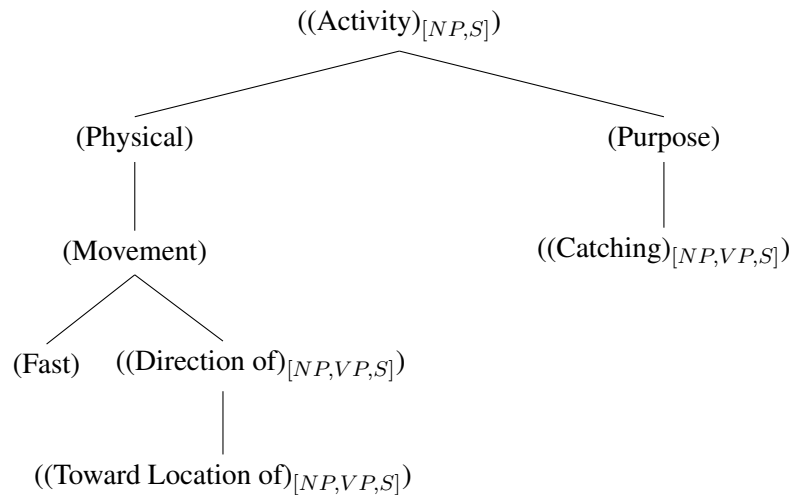 ((Activity)[NP,S])
(Physical) (Purpose)
(Movement) ((Catching)[NP,VP,S])
(Fast) ((Direction of)[NP,VP,S])
((Toward Location of)[NP,VP,S])